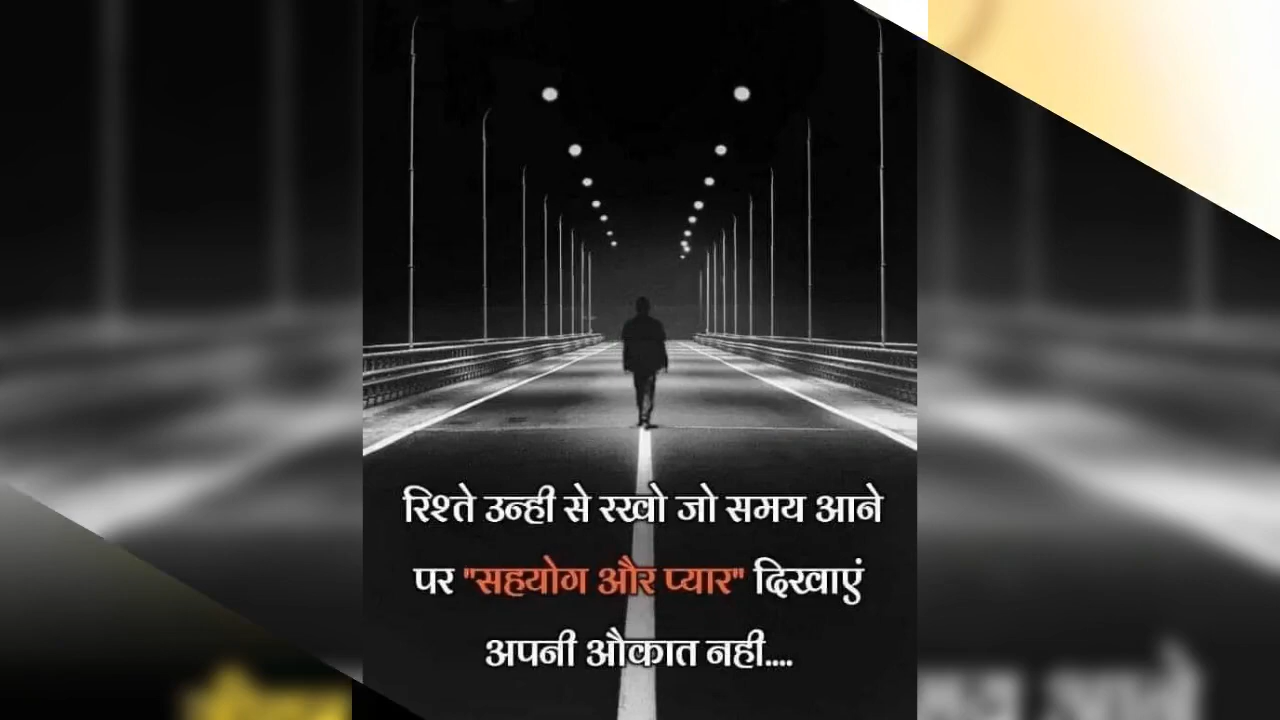 रिश्ते उन्ही से रखो जो समय आने
पर "सहयोग और प्यार" दिखाएं
अपनी औकात नही....